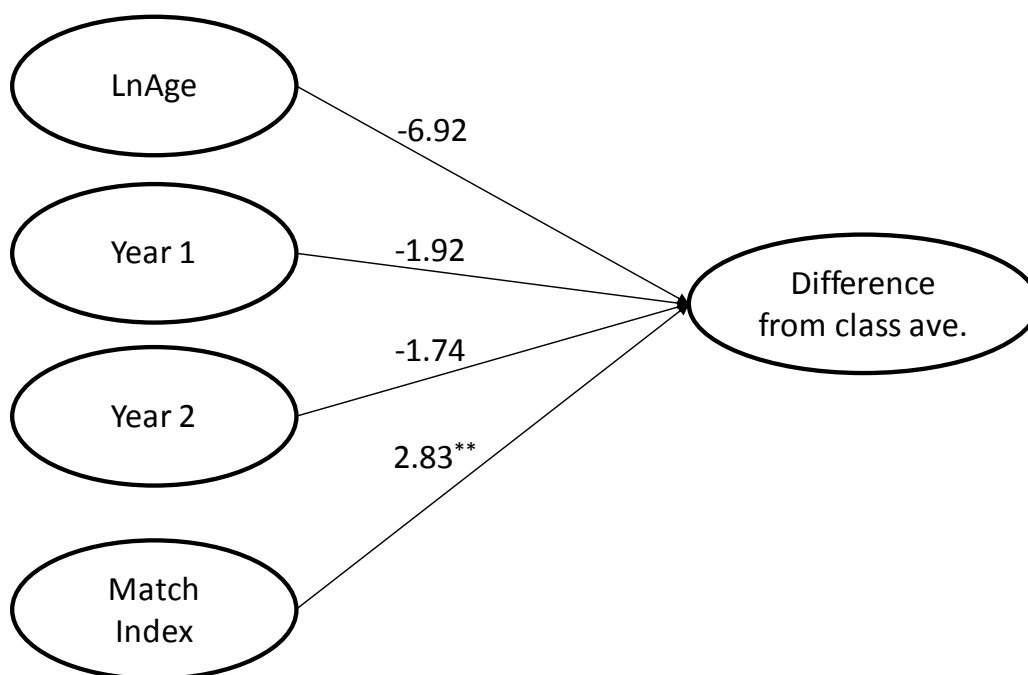 LnAge
-6.92
Year 1
-1.92
Difference
from class ave.
Year 2
-1.74
2.83**
Match
Index